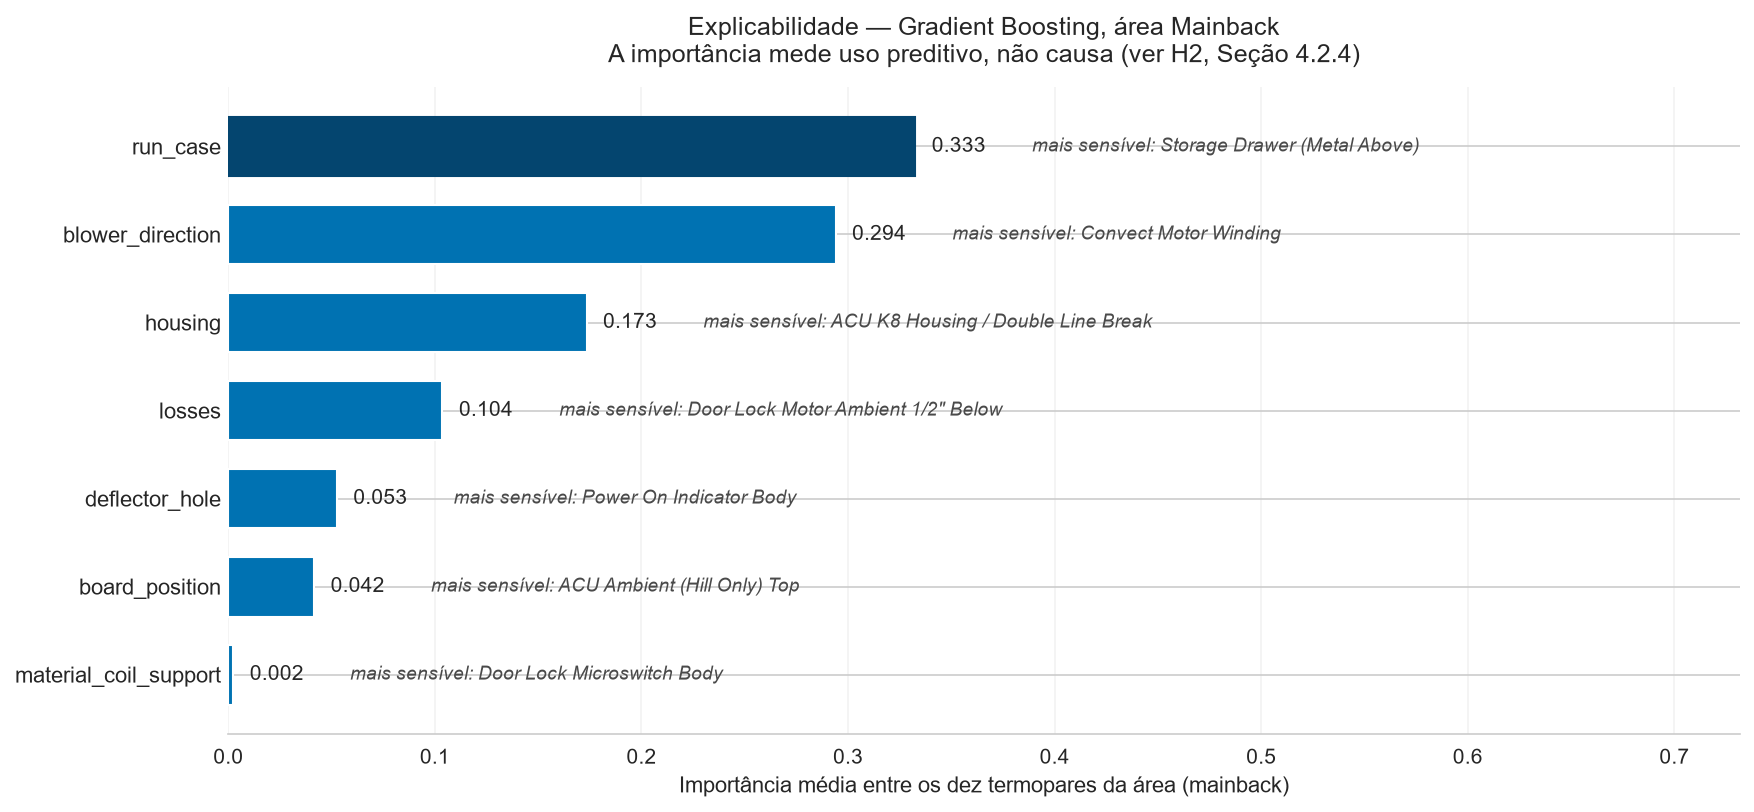 Explicabilidade — Gradient Boosting, área Mainback
A importância mede uso preditivo, não causa (ver H2, Seção 4.2.4)
run_case 0.333 mais sensível: Storage Drawer (Metal Above)
blower_direction 0.294 mais sensível: Convect Motor Winding
housing 0.173 mais sensível: ACU K8 Housing / Double Line Break
losses 0.104 mais sensível: Door Lock Motor Ambient 1/2" Below
deflector_hole 0.053 mais sensível: Power On Indicator Body
board_position 0.042 mais sensível: ACU Ambient (Hill Only) Top
material_coil_support 0.002 mais sensível: Door Lock Microswitch Body
0.0 0.1 0.2 0.3 0.4 0.5 0.6 0.7
Importância média entre os dez termopares da área (mainback)